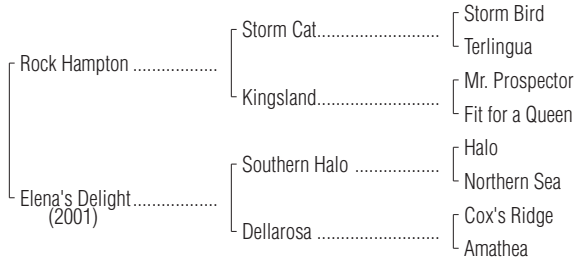 Storm Bird
Storm Cat
Terlingua
Rock Hampton
Mr. Prospector
Kingsland
Fit for a Queen
Halo
Southern Halo
Northern Sea
Elena's Delight
(2001)
Cox's Ridge
Dellarosa
Amathea